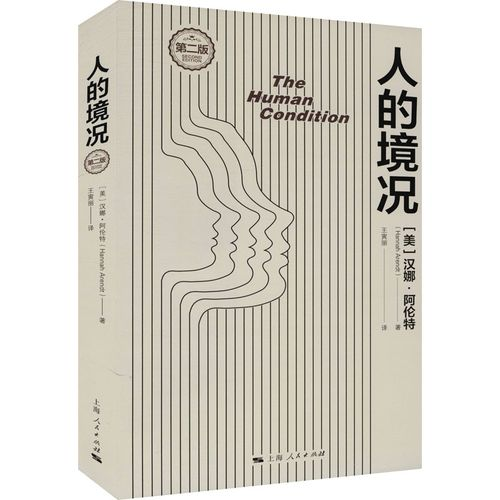 人的境况
第二版
［美］汉娜·阿伦特（Hannah Arendt）——著
王寅丽——译
上海人民出版社
第二版
SECOND EDITION
The
Human
Condition
人的境况
［美］汉娜·阿伦特
（Hannah Arendt）——著
王寅丽——译
上海人民出版社